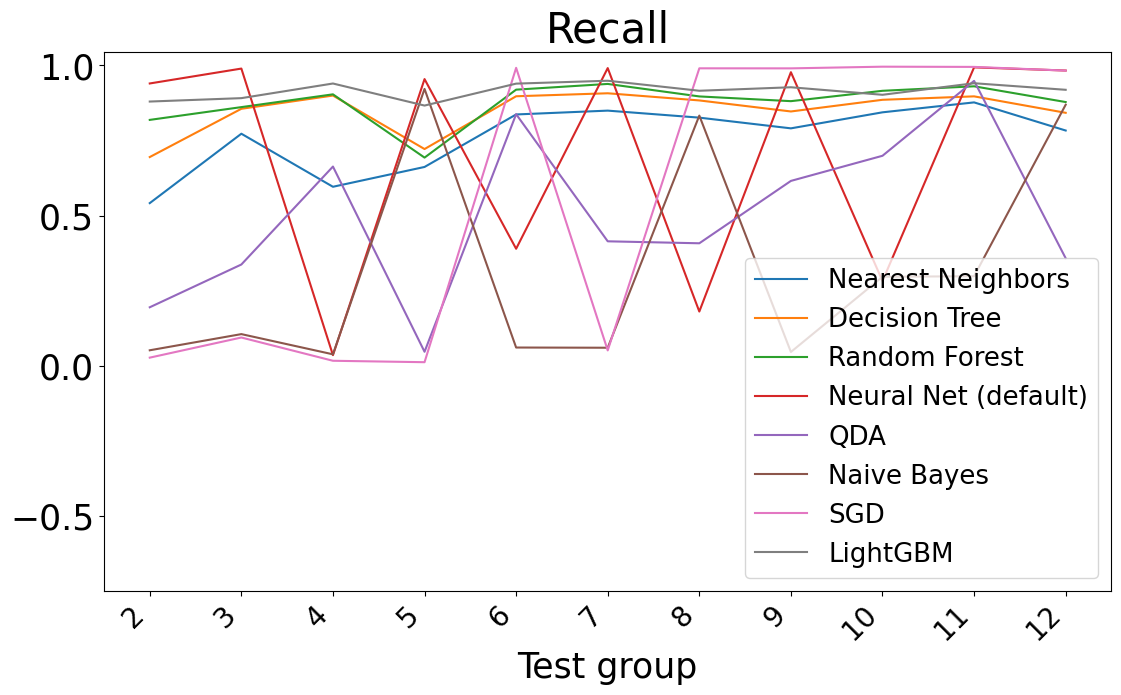 Recall
1.0
0.5
0.0
−0.5
2
3
4
5
6
7
8
9
10
11
12
Test group
Nearest Neighbors
Decision Tree
Random Forest
Neural Net (default)
QDA
Naive Bayes
SGD
LightGBM